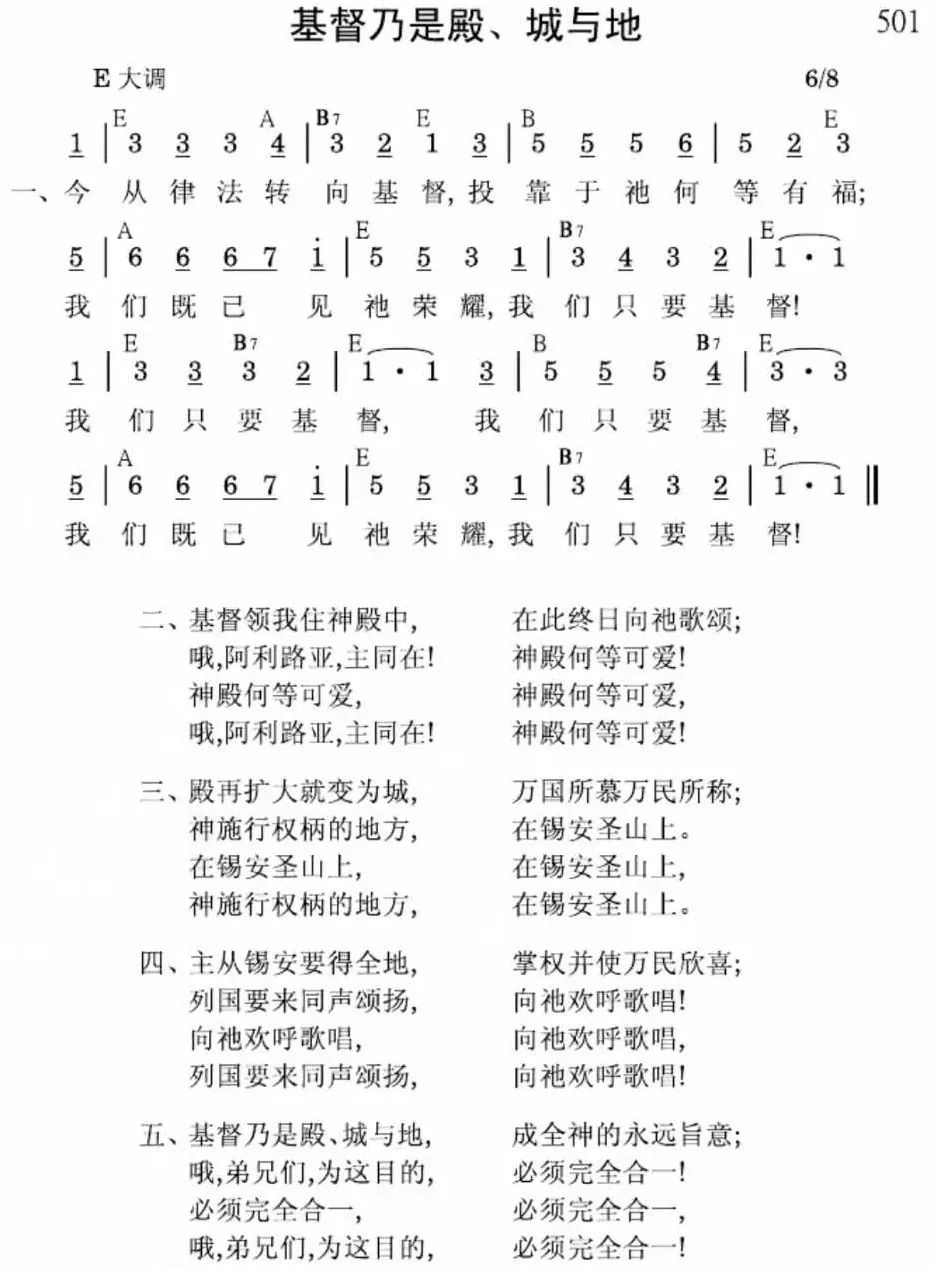 基督乃是殿、城与地 501
E 大调 6/8
E A B7 E B E
1 | 3 3 3 4 | 3 2 1 3 | 5 5 5 6 | 5 2 3
一、今 从 律 法 转 向 基 督, 投 靠 于 祂 何 等 有 福;
A E B7 E
5 | 6 6 6 7 i | 5 5 3 1 | 3 4 3 2 | 1 · 1
我 们 既 已 见 祂 荣 耀, 我 们 只 要 基 督!
E B7 E B B7 E
1 | 3 3 3 2 | 1 · 1 3 | 5 5 5 4 | 3 · 3
我 们 只 要 基 督, 我 们 只 要 基 督,
A E B7 E
5 | 6 6 6 7 i | 5 5 3 1 | 3 4 3 2 | 1 · 1 ‖
我 们 既 已 见 祂 荣 耀, 我 们 只 要 基 督!
二、基督领我住神殿中, 在此终日向祂歌颂;
哦,阿利路亚,主同在! 神殿何等可爱!
神殿何等可爱, 神殿何等可爱,
哦,阿利路亚,主同在! 神殿何等可爱!
三、殿再扩大就变为城, 万国所慕万民所称;
神施行权柄的地方, 在锡安圣山上。
在锡安圣山上, 在锡安圣山上,
神施行权柄的地方, 在锡安圣山上。
四、主从锡安要得全地, 掌权并使万民欣喜;
列国要来同声颂扬, 向祂欢呼歌唱!
向祂欢呼歌唱, 向祂欢呼歌唱,
列国要来同声颂扬, 向祂欢呼歌唱!
五、基督乃是殿、城与地, 成全神的永远旨意;
哦,弟兄们,为这目的, 必须完全合一!
必须完全合一, 必须完全合一,
哦,弟兄们,为这目的, 必须完全合一!